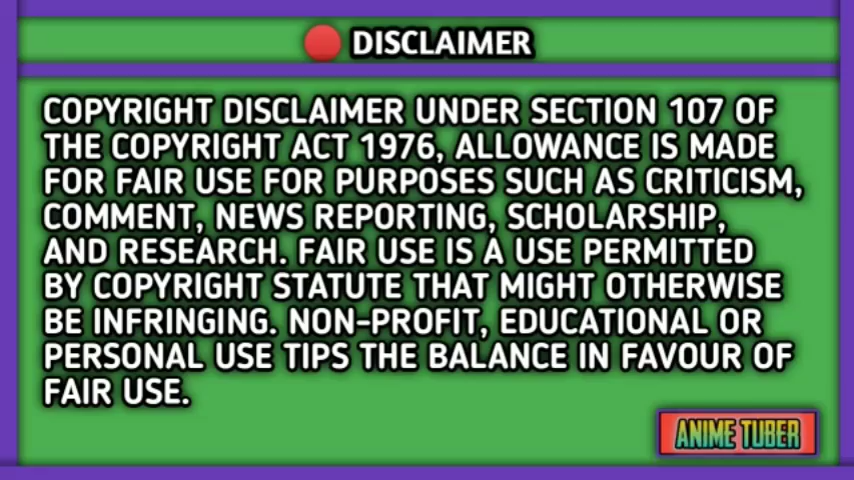 DISCLAIMER
COPYRIGHT DISCLAIMER UNDER SECTION 107 OF
THE COPYRIGHT ACT 1976, ALLOWANCE IS MADE
FOR FAIR USE FOR PURPOSES SUCH AS CRITICISM,
COMMENT, NEWS REPORTING, SCHOLARSHIP,
AND RESEARCH. FAIR USE IS A USE PERMITTED
BY COPYRIGHT STATUTE THAT MIGHT OTHERWISE
BE INFRINGING. NON-PROFIT, EDUCATIONAL OR
PERSONAL USE TIPS THE BALANCE IN FAVOUR OF
FAIR USE.
ANIME TUBER